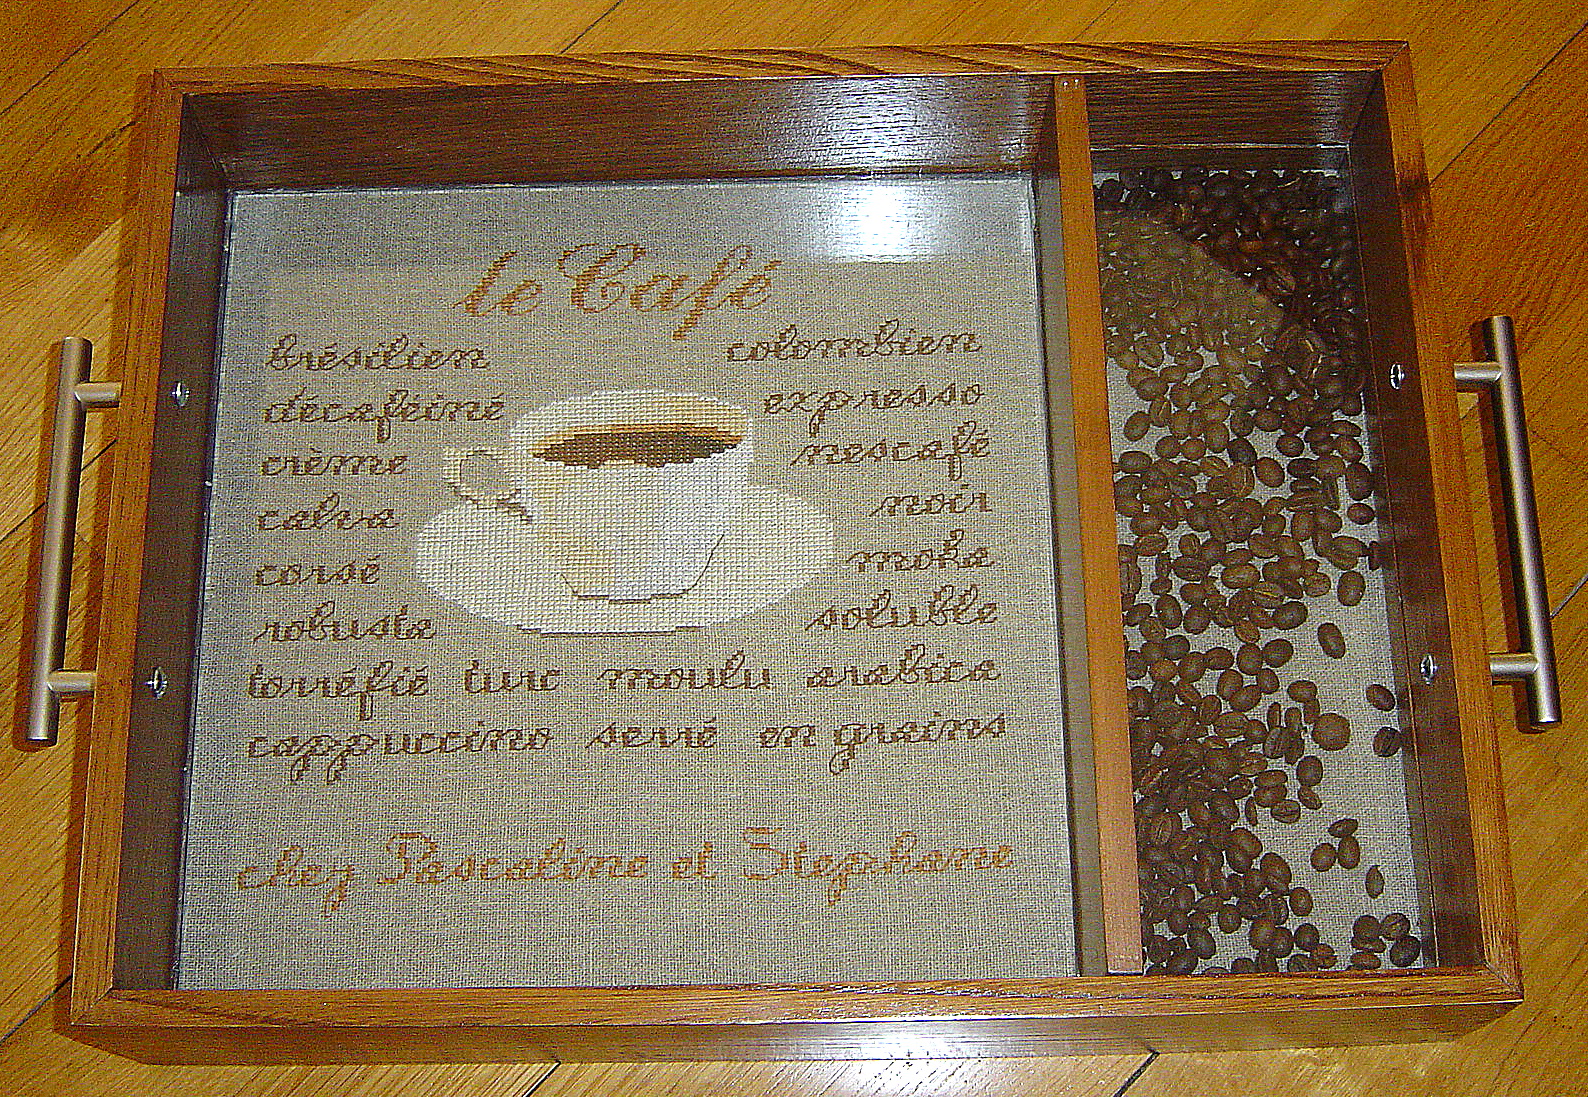 le Café
brésilien colombien
décaféiné expresso
crème nescafé
calva noir
corsé moka
robusta soluble
torréfié turc moulu arabica
cappuccino serré en grains
chez Pascaline et Stephane